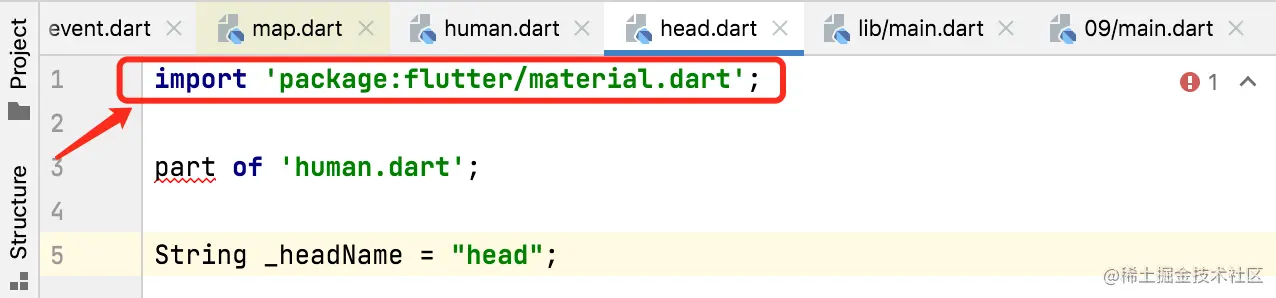 Project
Structure
event.dart
map.dart
human.dart
head.dart
lib/main.dart
09/main.dart
1 import 'package:flutter/material.dart';
1
2
3 part of 'human.dart';
4
5 String _headName = "head";
@稀土掘金技术社区